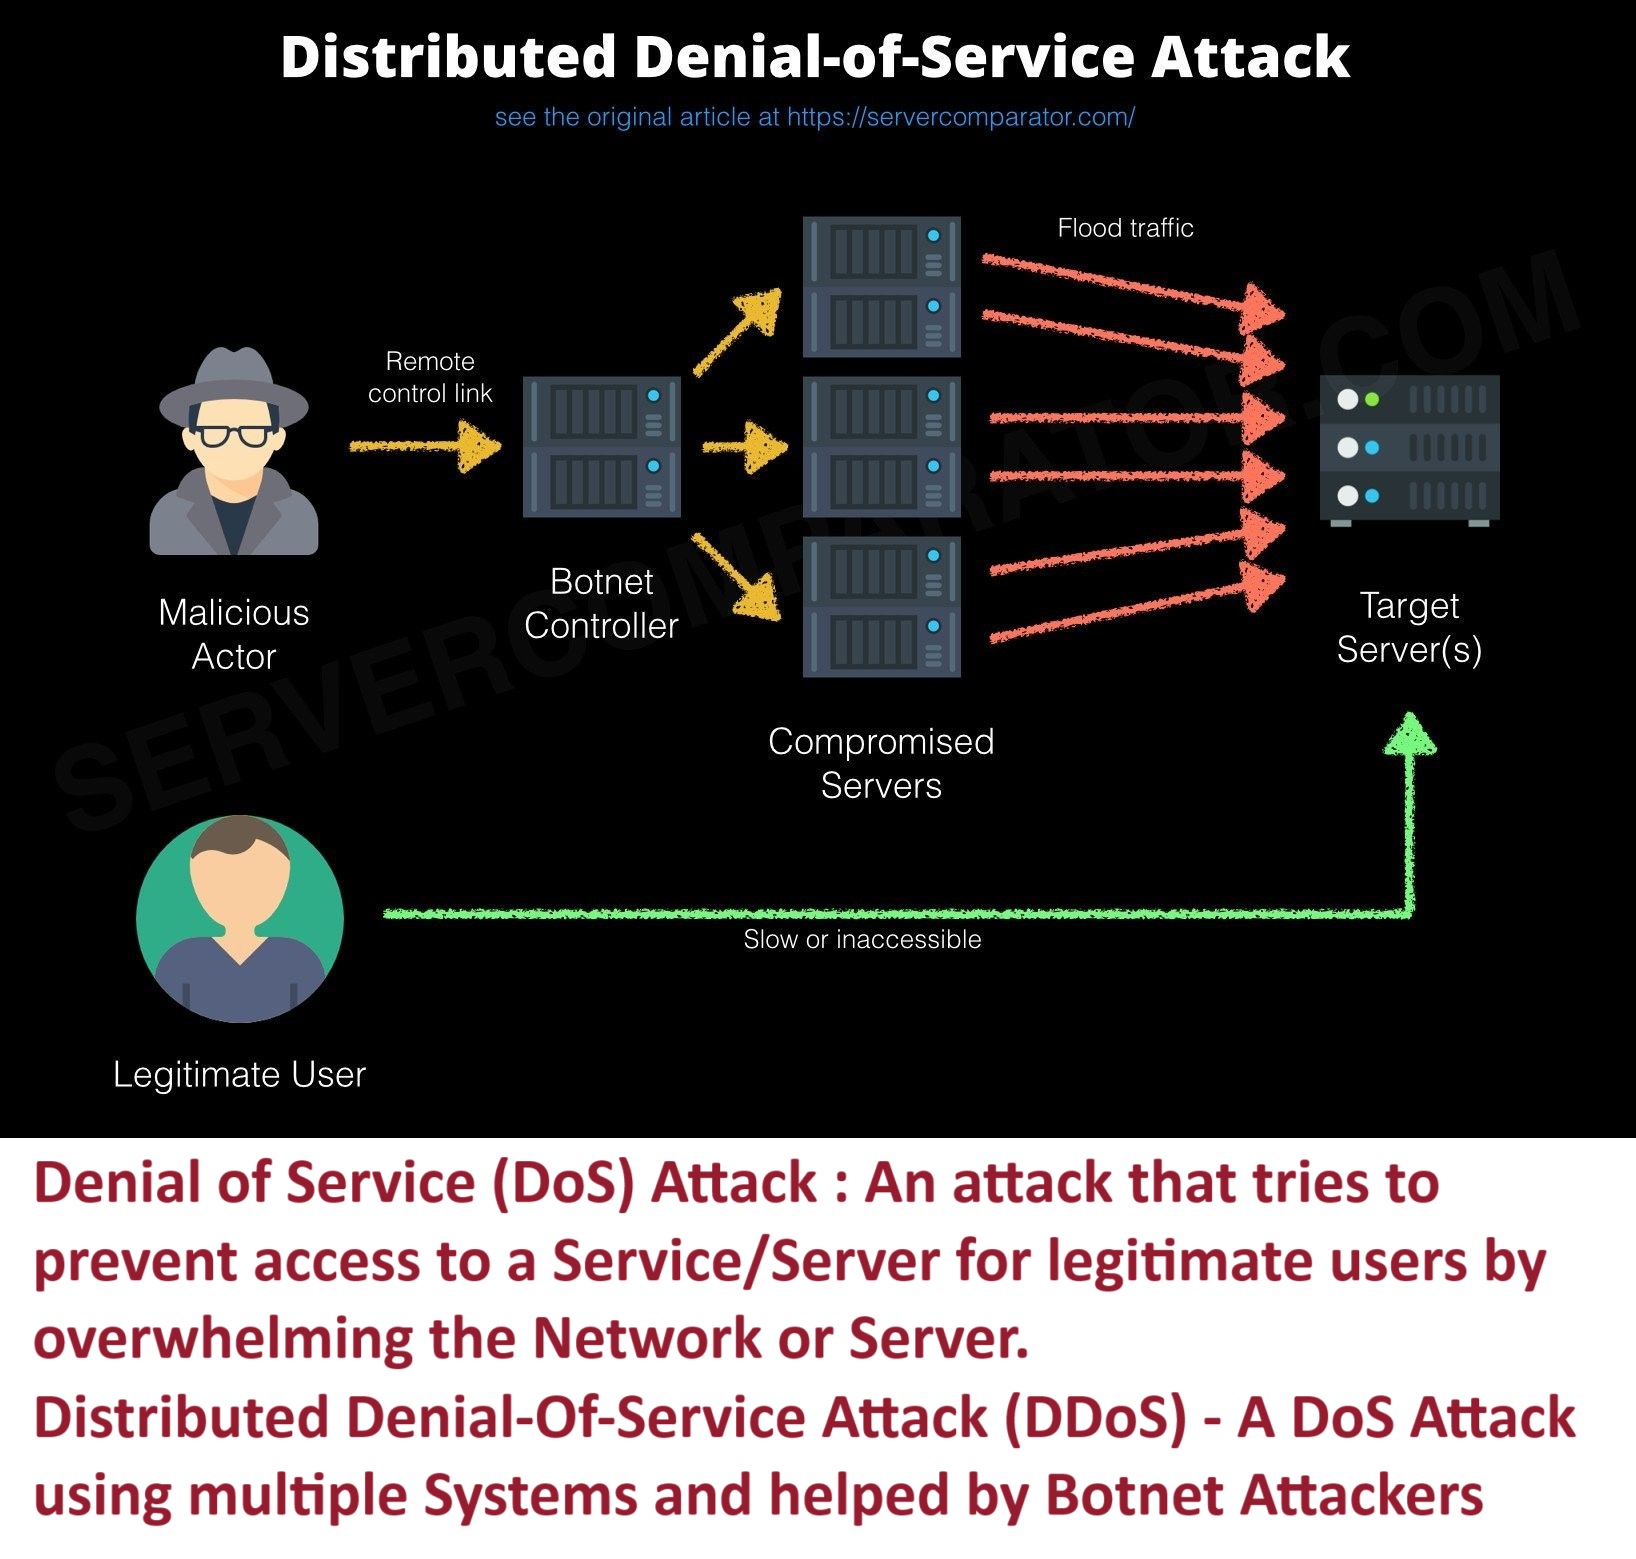 Distributed Denial-of-Service Attack
see the original article at https://servercomparator.com/
Flood traffic
Remote
control link
Malicious
Actor
Botnet
Controller
Compromised
Servers
Target
Server(s)
SERVERCOMPARATOR.COM
Slow or inaccessible
Legitimate User
Denial of Service (DoS) Attack : An attack that tries to
prevent access to a Service/Server for legitimate users by
overwhelming the Network or Server.
Distributed Denial-Of-Service Attack (DDoS) - A DoS Attack
using multiple Systems and helped by Botnet Attackers